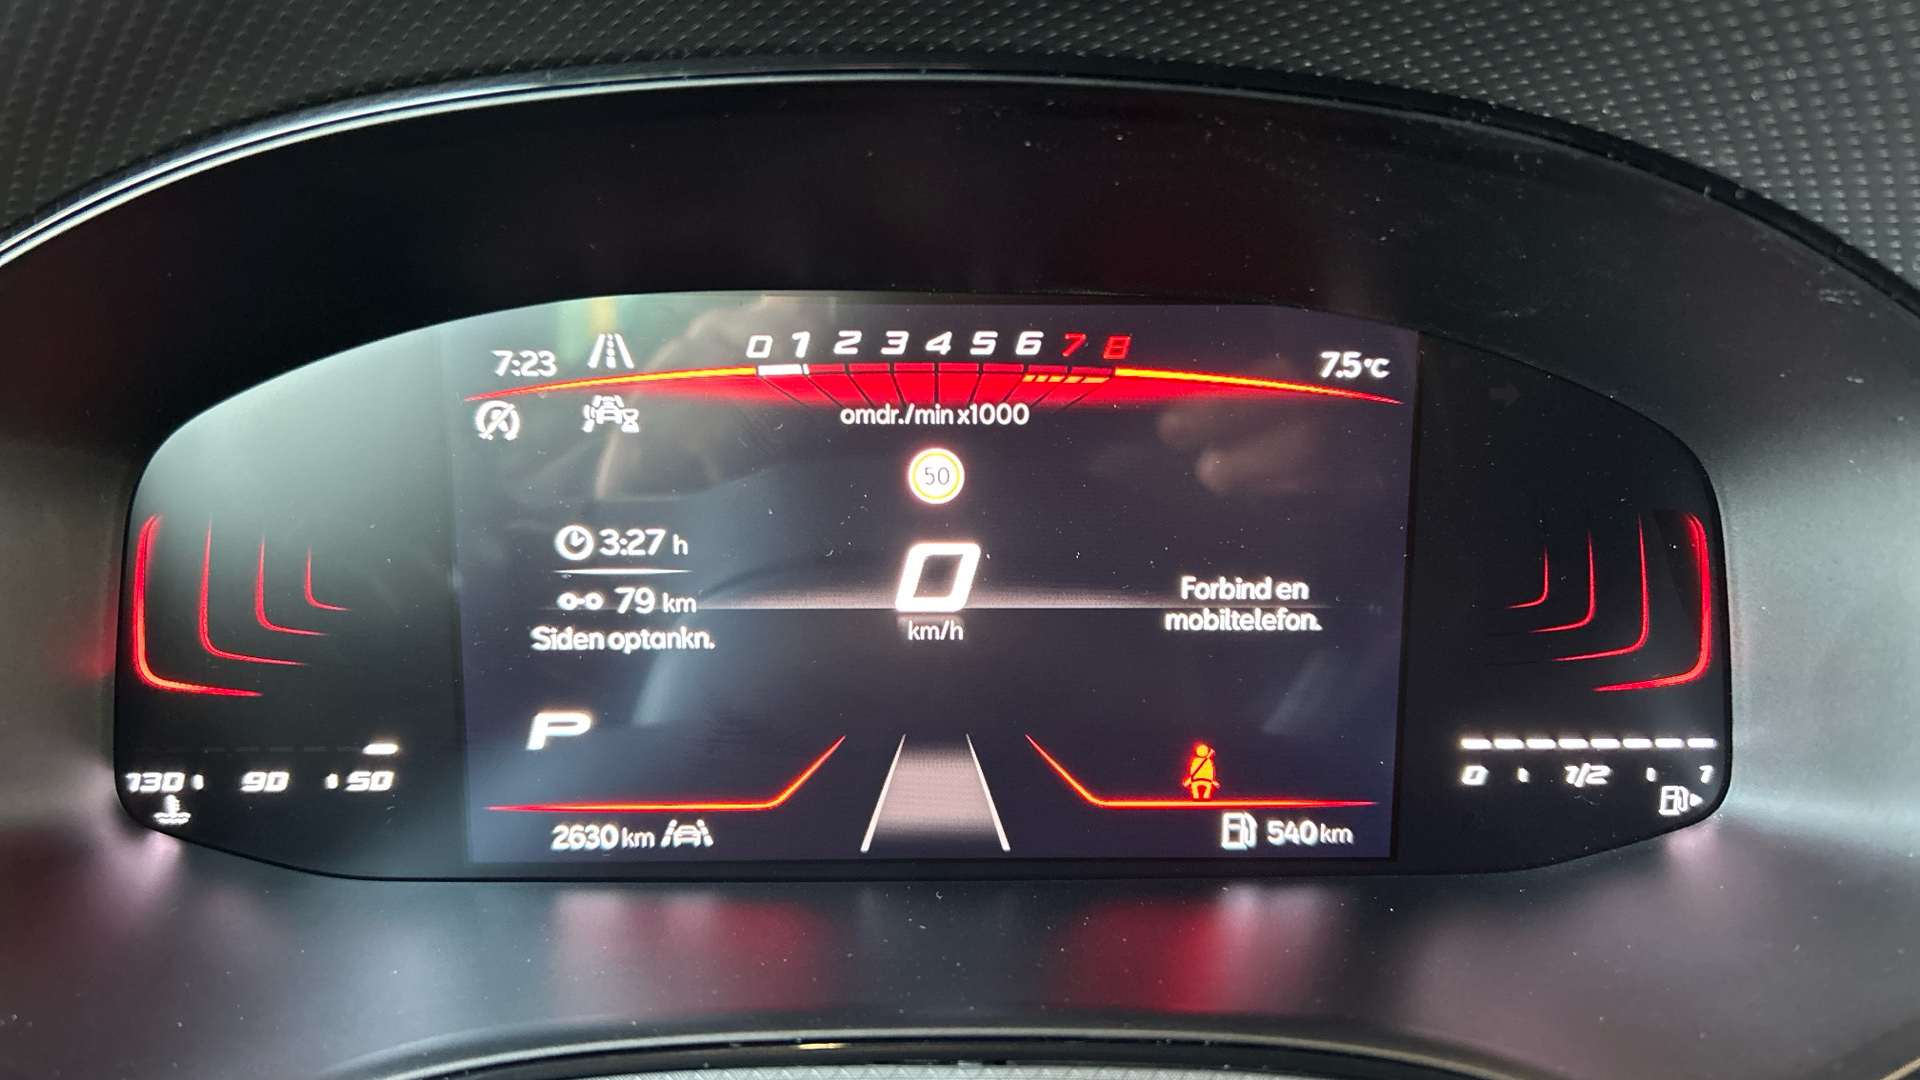 7:23
0 1 2 3 4 5 6 7 8
7.5°C
omdr./min x1000
50
3:27 h
79 km
Siden optankn.
0
km/h
Forbind en
mobiltelefon.
P
130 90 50
0 1/2 1
2630 km
540 km